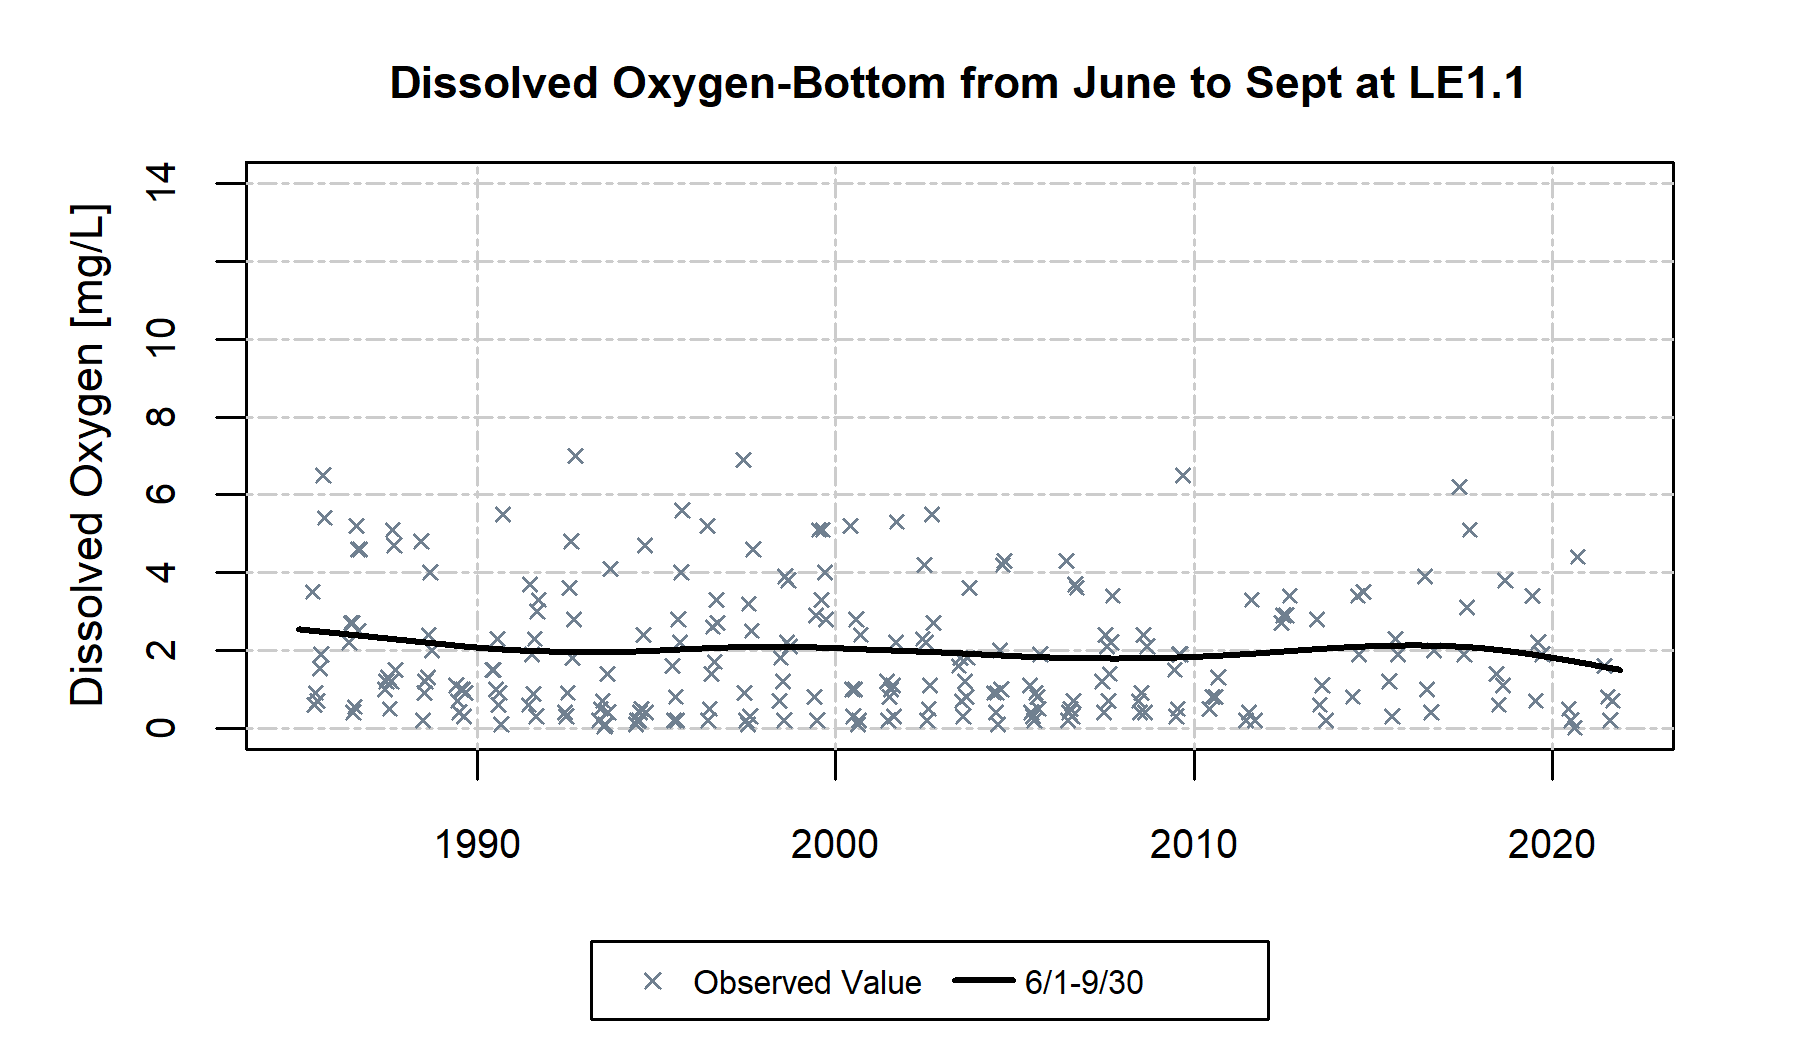 Dissolved Oxygen-Bottom from June to Sept at LE1.1
Dissolved Oxygen [mg/L]
14
10
8
6
4
2
0
1990 2000 2010 2020
Observed Value 6/1-9/30